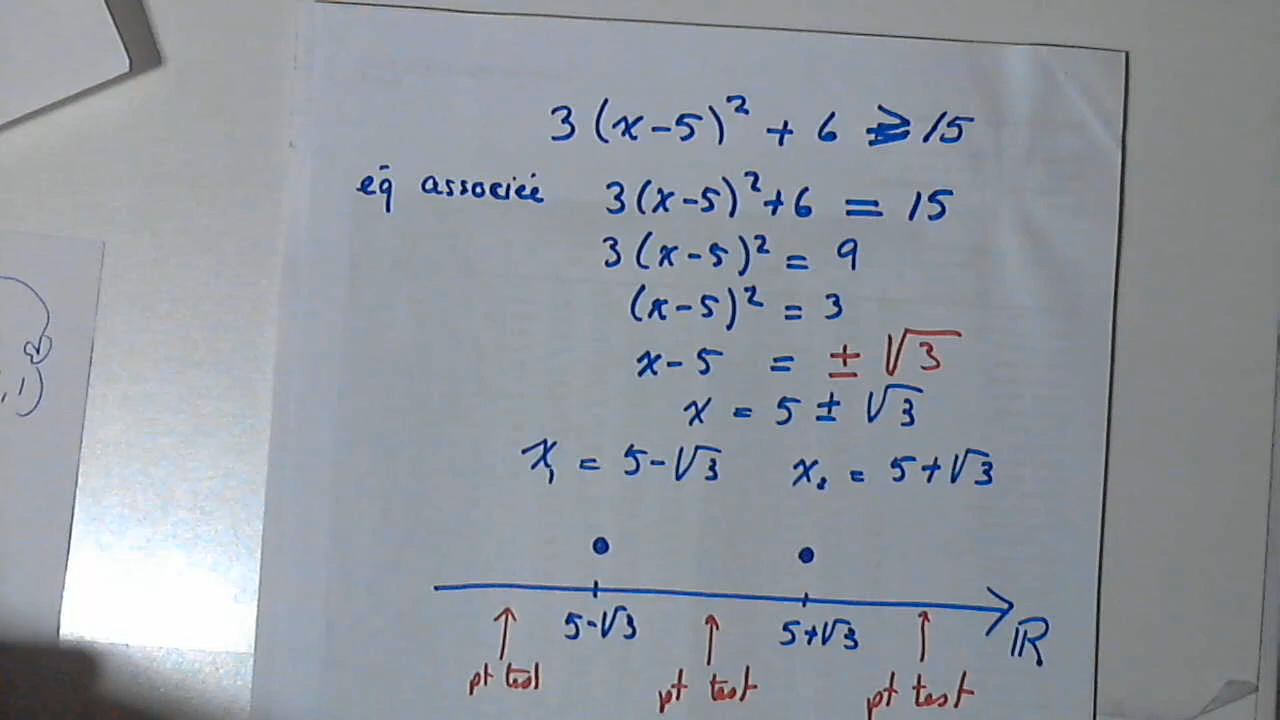 3(x-5)² + 6 ≥ 15
éq associée 3(x-5)²+6 = 15
3(x-5)² = 9
(x-5)² = 3
x-5 = ± √3
x = 5 ± √3
x₁ = 5-√3 x₂ = 5+√3
5-√3 5+√3 ℝ
pt test pt test pt test